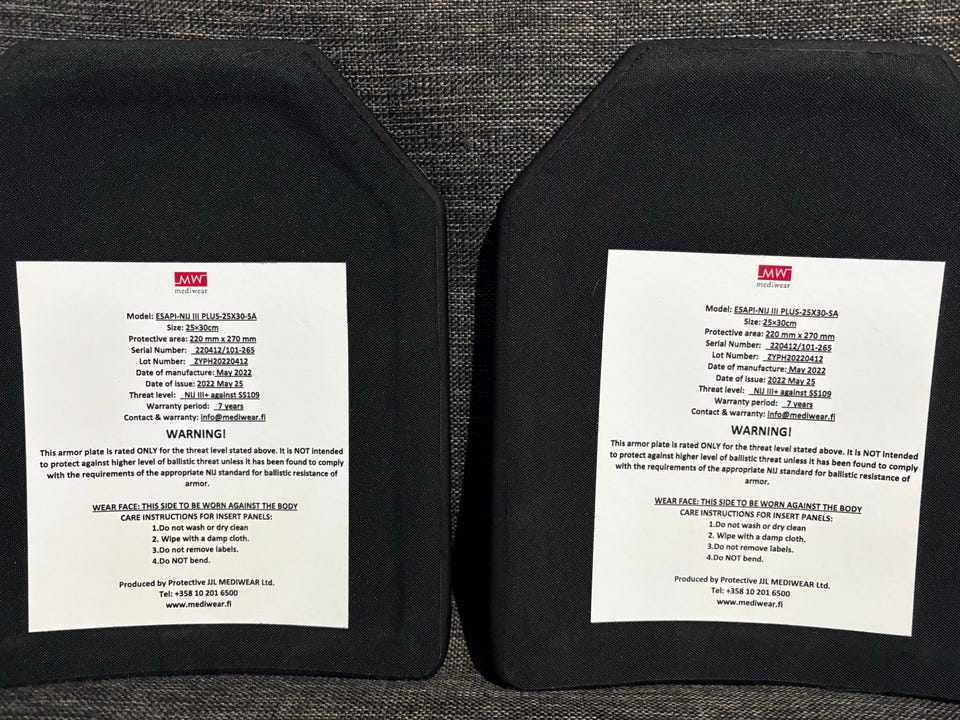 MW
mediwear
Model: ESAPI-NIJ III PLUS-25X30-SA
Size: 25×30cm
Protective area: 220 mm x 270 mm
Serial Number: 220412/101-265
Lot Number: ZYPH20220412
Date of manufacture: May 2022
Date of issue: 2022 May 25
Threat level: NIJ III+ against SS109
Warranty period: 7 years
Contact & warranty: info@mediwear.fi
WARNING!
This armor plate is rated ONLY for the threat level stated above. It is NOT intended
to protect against higher level of ballistic threat unless it has been found to comply
with the requirements of the appropriate NIJ standard for ballistic resistance of
armor.
WEAR FACE: THIS SIDE TO BE WORN AGAINST THE BODY
CARE INSTRUCTIONS FOR INSERT PANELS:
1.Do not wash or dry clean
2. Wipe with a damp cloth.
3.Do not remove labels.
4.Do NOT bend.
Produced by Protective JJL MEDIWEAR Ltd.
Tel: +358 10 201 6500
www.mediwear.fi
MW
mediwear
Model: ESAPI-NIJ III PLUS-25X30-SA
Size: 25×30cm
Protective area: 220 mm x 270 mm
Serial Number: 220412/101-265
Lot Number: ZYPH20220412
Date of manufacture: May 2022
Date of issue: 2022 May 25
Threat level: NIJ III+ against SS109
Warranty period: 7 years
Contact & warranty: info@mediwear.fi
WARNING!
This armor plate is rated ONLY for the threat level stated above. It is NOT intended
to protect against higher level of ballistic threat unless it has been found to comply
with the requirements of the appropriate NIJ standard for ballistic resistance of
armor.
WEAR FACE: THIS SIDE TO BE WORN AGAINST THE BODY
CARE INSTRUCTIONS FOR INSERT PANELS:
1.Do not wash or dry clean
2. Wipe with a damp cloth.
3.Do not remove labels.
4.Do NOT bend.
Produced by Protective JJL MEDIWEAR Ltd.
Tel: +358 10 201 6500
www.mediwear.fi